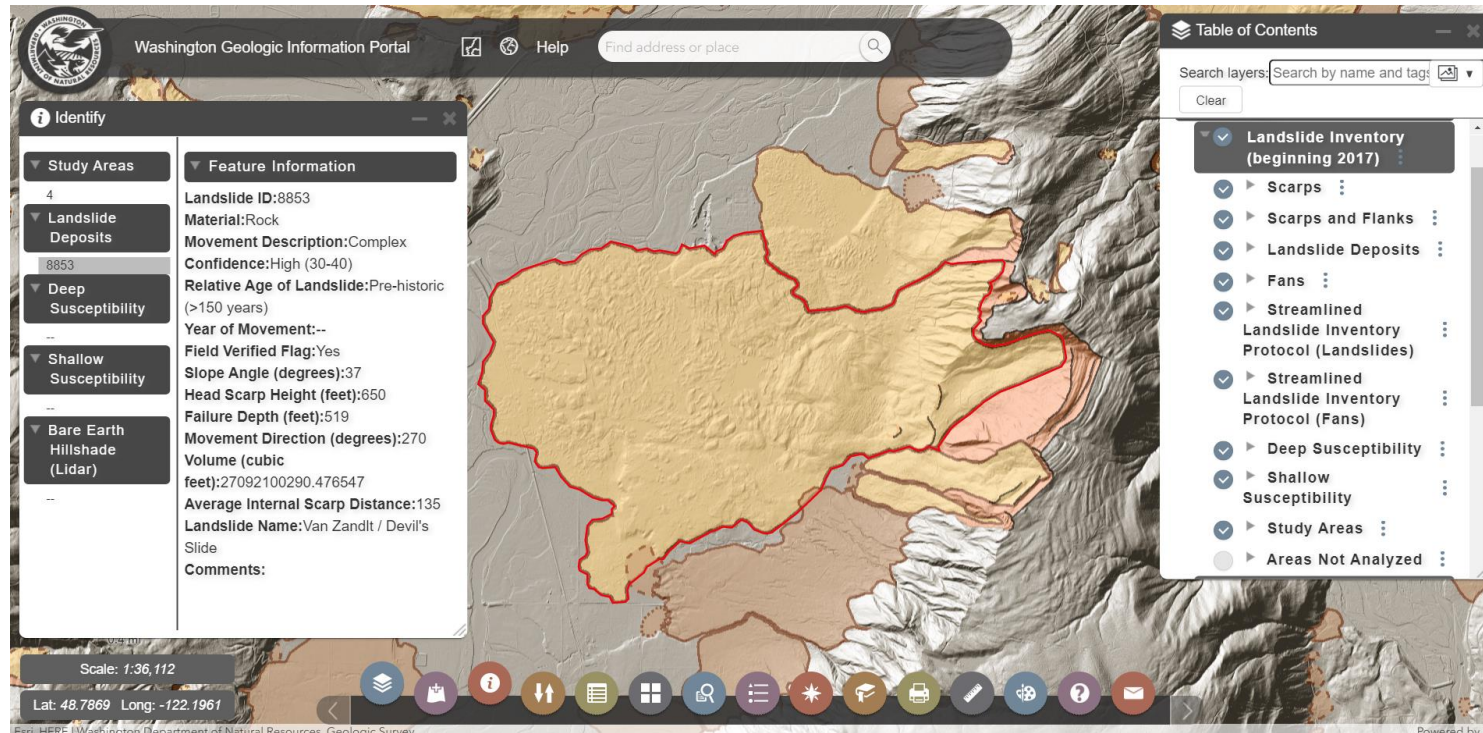 WASHINGTON
DEPARTMENT OF NATURAL RESOURCES
Washington Geologic Information Portal
Help
Find address or place
Identify
Study Areas
4
Landslide
Deposits
8853
Deep
Susceptibility
--
Shallow
Susceptibility
--
Bare Earth
Hillshade
(Lidar)
--
Feature Information
Landslide ID:8853
Material:Rock
Movement Description:Complex
Confidence:High (30-40)
Relative Age of Landslide:Pre-historic
(>150 years)
Year of Movement:--
Field Verified Flag:Yes
Slope Angle (degrees):37
Head Scarp Height (feet):650
Failure Depth (feet):519
Movement Direction (degrees):270
Volume (cubic
feet):27092100290.476547
Average Internal Scarp Distance:135
Landslide Name:Van Zandlt / Devil's
Slide
Comments:
Table of Contents
Search layers:
Search by name and tags
Clear
Landslide Inventory
(beginning 2017)
Scarps
Scarps and Flanks
Landslide Deposits
Fans
Streamlined
Landslide Inventory
Protocol (Landslides)
Streamlined
Landslide Inventory
Protocol (Fans)
Deep Susceptibility
Shallow
Susceptibility
Study Areas
Areas Not Analyzed
Scale: 1:36,112
Lat: 48.7869 Long: -122.1961
Esri, HERE | Washington Department of Natural Resources, Geologic Survey
Powered by